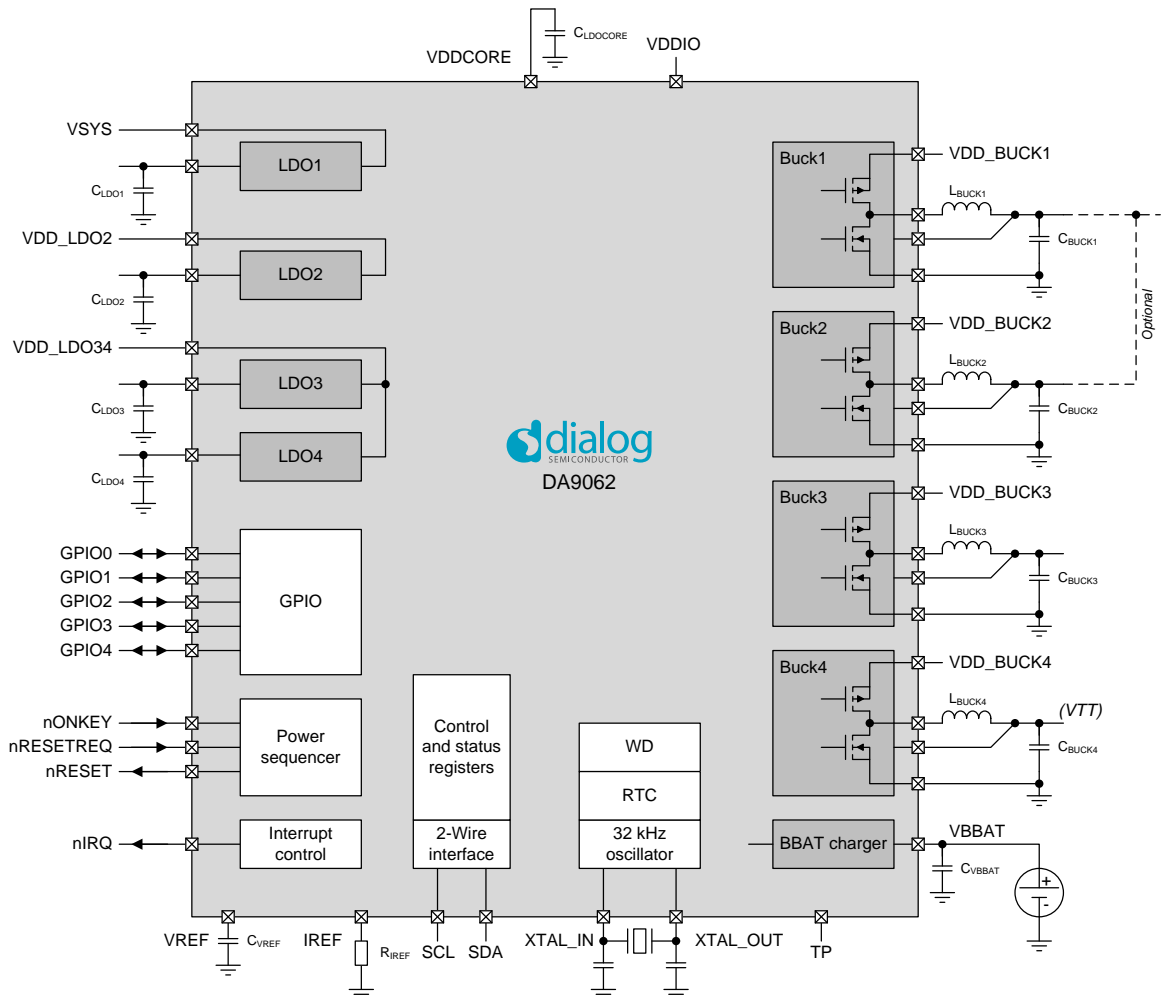 CLDOCORE
VDDCORE
VDDIO
VSYS
LDO1
CLDO1
VDD_LDO2
LDO2
CLDO2
VDD_LDO34
LDO3
CLDO3
LDO4
CLDO4
dialog
SEMICONDUCTOR
DA9062
Buck1
VDD_BUCK1
LBUCK1
CBUCK1
Optional
Buck2
VDD_BUCK2
LBUCK2
CBUCK2
Buck3
VDD_BUCK3
LBUCK3
CBUCK3
Buck4
VDD_BUCK4
LBUCK4
(VTT)
CBUCK4
GPIO0
GPIO1
GPIO2
GPIO3
GPIO4
GPIO
nONKEY
nRESETREQ
nRESET
Power
sequencer
nIRQ
Interrupt
control
Control
and status
registers
2-Wire
interface
WD
RTC
32 kHz
oscillator
BBAT charger
VBBAT
CVBBAT
+
-
VREF
CVREF
IREF
RIREF
SCL
SDA
XTAL_IN
XTAL_OUT
TP